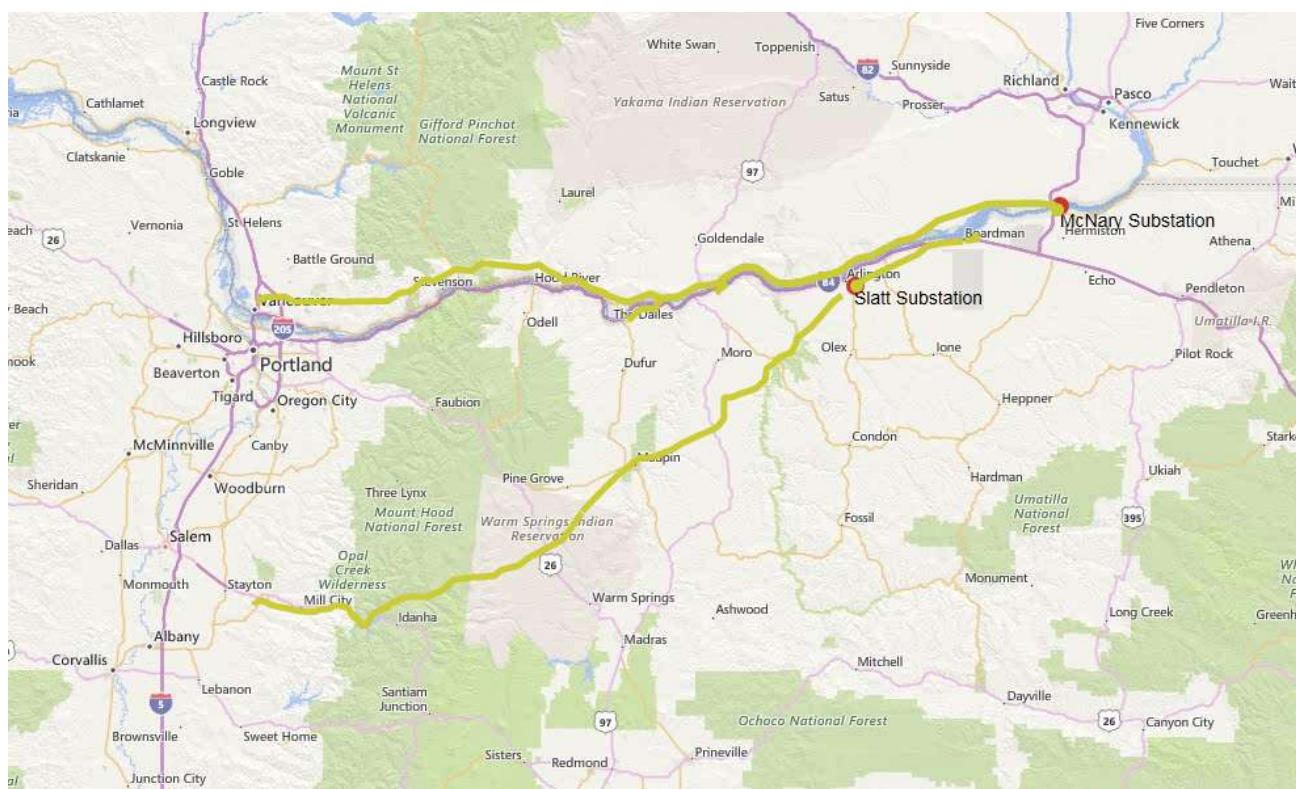 Five Corners
White Swan
Toppenish
82
Sunnyside
Richland
Castle Rock
Mount St
Helens
National
Volcanic
Monument
Satus
Pasco
Cathlamet
Yakama Indian Reservation
Prosser
Kennewick
Longview
Gifford Pinchot
National Forest
Clatskanie
Touchet
Goble
97
Laurel
St Helens
Vernonia
26
McNary Substation
Goldendale
Boardman
Hermiston
Athena
Battle Ground
Stevenson
Hood River
Arlington
84
Echo
Vancouver
Slatt Substation
Pendleton
Umatilla I.R.
The Dalles
Odell
205
Hillsboro
Portland
Dufur
Moro
Olex
Ione
Pilot Rock
Beaverton
Tigard
Oregon City
Faubion
Heppner
McMinnville
Canby
Condon
Maupin
Hardman
Ukiah
Sheridan
Woodburn
Pine Grove
Three Lynx
Mount Hood
National Forest
Umatilla
National
Forest
395
Warm Springs Indian
Reservation
Fossil
Salem
Dallas
Opal
Creek
Wilderness
26
Monmouth
Stayton
Mill City
Monument
Idanha
Warm Springs
Ashwood
Long Creek
Albany
Madras
Corvallis
Mitchell
Lebanon
Santiam
Junction
Dayville
5
97
Ochoco National Forest
26
Canyon City
Brownsville
Sweet Home
Sisters
Prineville
Redmond
Junction City